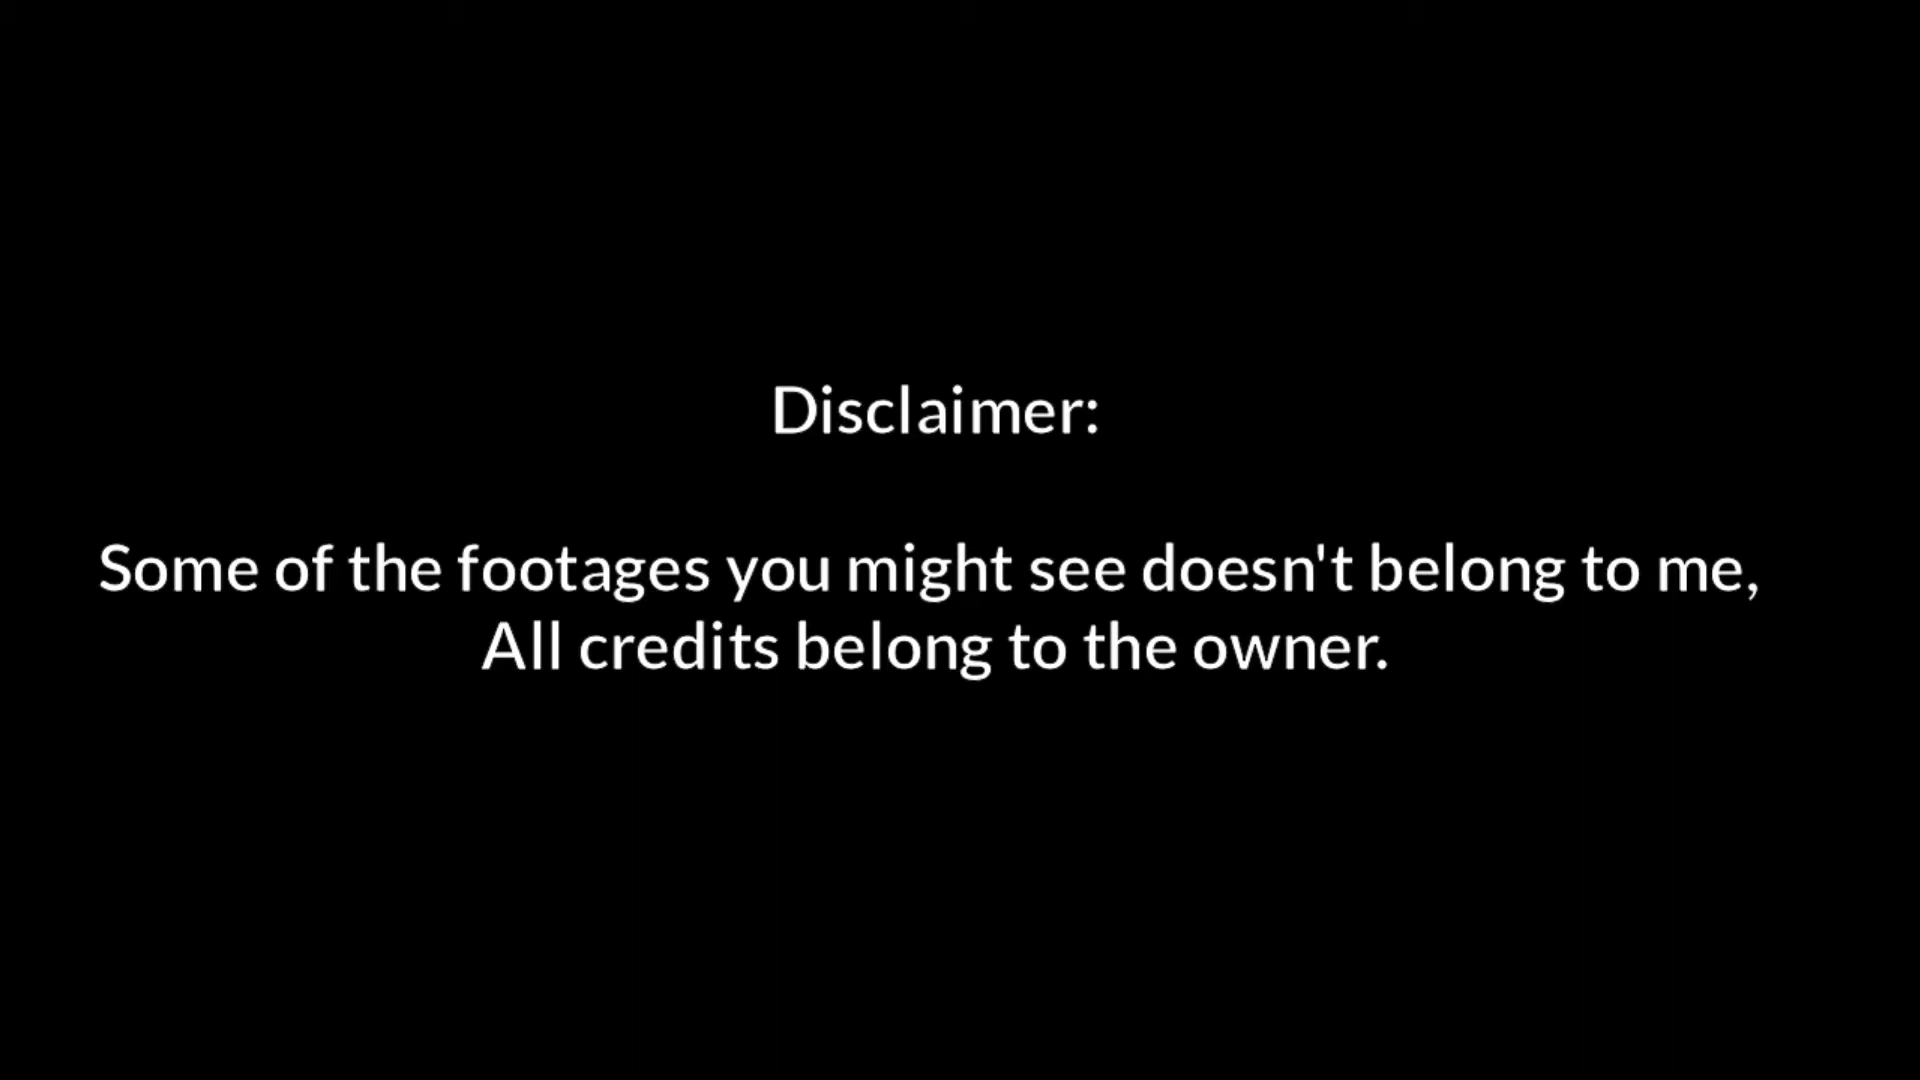 Disclaimer:
Some of the footages you might see doesn't belong to me,
All credits belong to the owner.